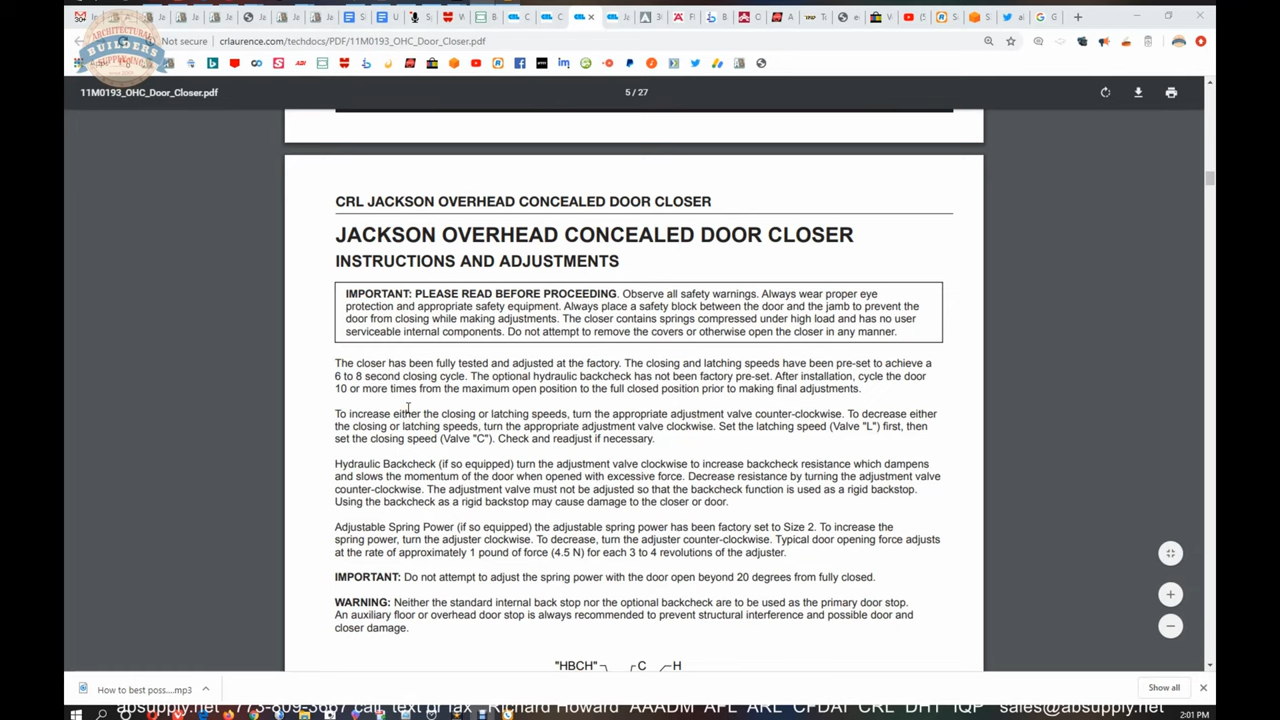 ARCHITECTURAL
BUILDERS
Not secure
crlaurence.com/techdocs/PDF/11M0193_OHC_Door_Closer.pdf
11M0193_OHC_Door_Closer.pdf
5 / 27
CRL JACKSON OVERHEAD CONCEALED DOOR CLOSER
JACKSON OVERHEAD CONCEALED DOOR CLOSER
INSTRUCTIONS AND ADJUSTMENTS
IMPORTANT: PLEASE READ BEFORE PROCEEDING. Observe all safety warnings. Always wear proper eye
protection and appropriate safety equipment. Always place a safety block between the door and the jamb to prevent the
door from closing while making adjustments. The closer contains springs compressed under high load and has no user
serviceable internal components. Do not attempt to remove the covers or otherwise open the closer in any manner.
The closer has been fully tested and adjusted at the factory. The closing and latching speeds have been pre-set to achieve a
6 to 8 second closing cycle. The optional hydraulic backcheck has not been factory pre-set. After installation, cycle the door
10 or more times from the maximum open position to the full closed position prior to making final adjustments.
To increase either the closing or latching speeds, turn the appropriate adjustment valve counter-clockwise. To decrease either
the closing or latching speeds, turn the appropriate adjustment valve clockwise. Set the latching speed (Valve "L") first, then
set the closing speed (Valve "C"). Check and readjust if necessary.
Hydraulic Backcheck (if so equipped) turn the adjustment valve clockwise to increase backcheck resistance which dampens
and slows the momentum of the door when opened with excessive force. Decrease resistance by turning the adjustment valve
counter-clockwise. The adjustment valve must not be adjusted so that the backcheck function is used as a rigid backstop.
Using the backcheck as a rigid backstop may cause damage to the closer or door.
Adjustable Spring Power (if so equipped) the adjustable spring power has been factory set to Size 2. To increase the
spring power, turn the adjuster clockwise. To decrease, turn the adjuster counter-clockwise. Typical door opening force adjusts
at the rate of approximately 1 pound of force (4.5 N) for each 3 to 4 revolutions of the adjuster.
IMPORTANT: Do not attempt to adjust the spring power with the door open beyond 20 degrees from fully closed.
WARNING: Neither the standard internal back stop nor the optional backcheck are to be used as the primary door stop.
An auxiliary floor or overhead door stop is always recommended to prevent structural interference and possible door and
closer damage.
"HBCH" C H
How to best poss....mp3
Show all
absupply.net 773-809-3667 call, text or fax Richard Howard AAADM AFL ARL CFDAI CRL DHI IQP sales@absupply.net
2:01 PM